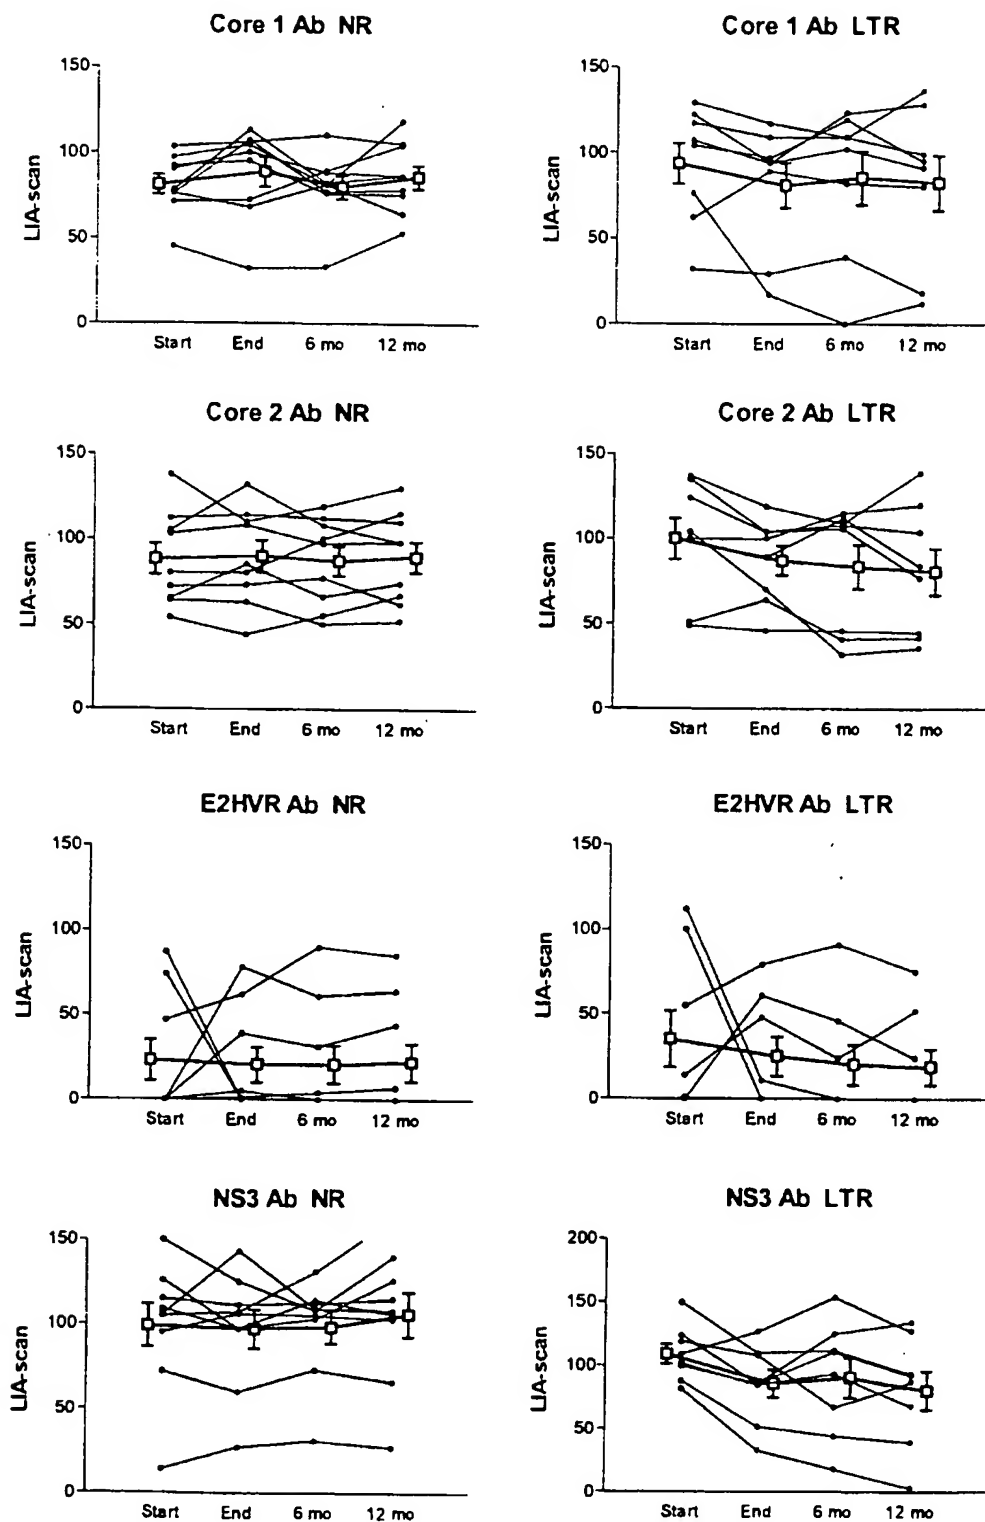 Core 1 Ab NR
LIA-scan
150
100
50
0
Start End 6 mo 12 mo
Core 1 Ab LTR
LIA-scan
150
100
50
0
Start End 6 mo 12 mo
Core 2 Ab NR
LIA-scan
150
100
50
0
Start End 6 mo 12 mo
Core 2 Ab LTR
LIA-scan
150
100
50
0
Start End 6 mo 12 mo
E2HVR Ab NR
LIA-scan
150
100
50
0
Start End 6 mo 12 mo
E2HVR Ab LTR
LIA-scan
150
100
50
0
Start End 6 mo 12 mo
NS3 Ab NR
LIA-scan
150
100
50
0
Start End 6 mo 12 mo
NS3 Ab LTR
LIA-scan
200
150
100
50
0
Start End 6 mo 12 mo